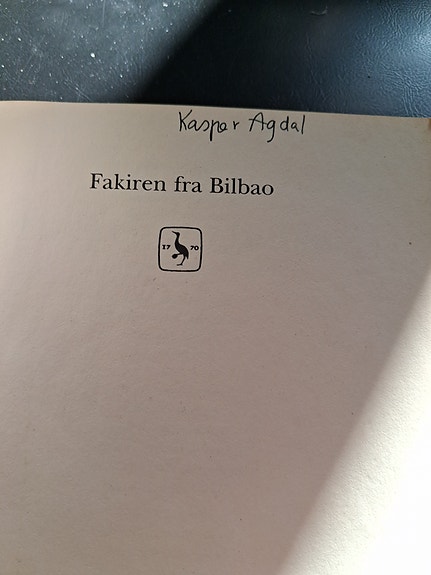 Kasper Agdal
Fakiren fra Bilbao
17 70